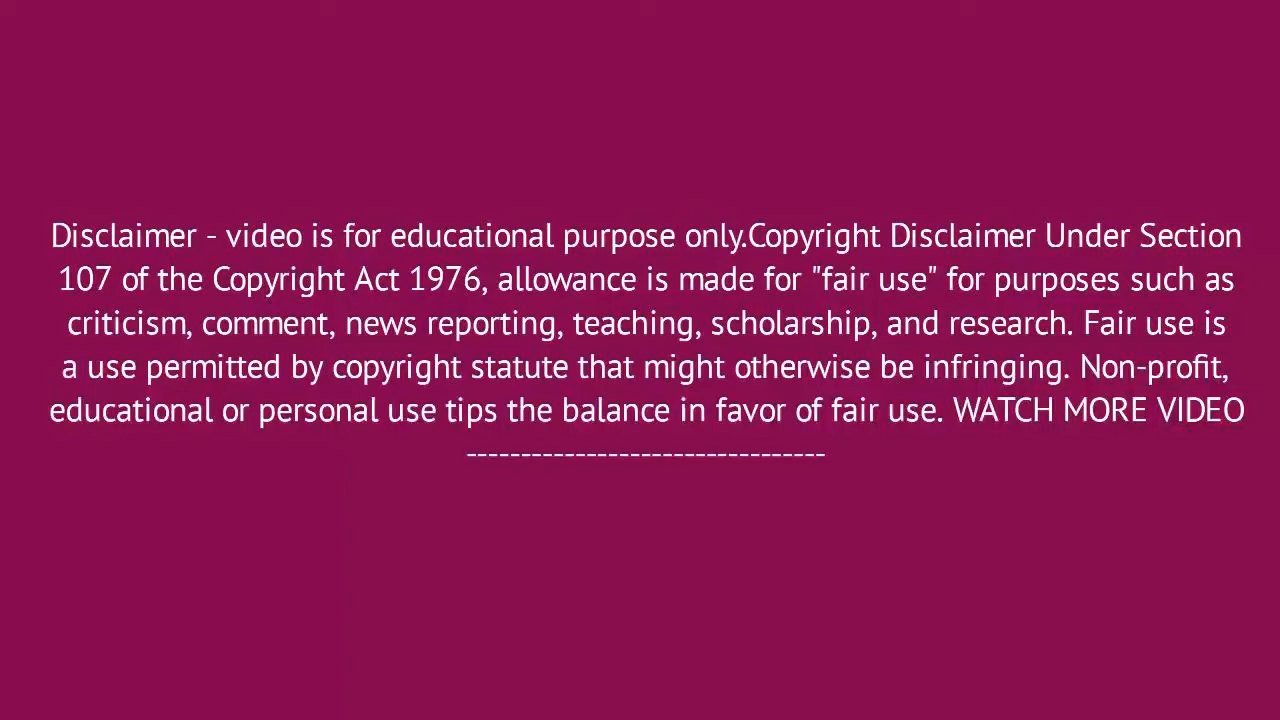 Disclaimer - video is for educational purpose only.Copyright Disclaimer Under Section
107 of the Copyright Act 1976, allowance is made for "fair use" for purposes such as
criticism, comment, news reporting, teaching, scholarship, and research. Fair use is
a use permitted by copyright statute that might otherwise be infringing. Non-profit,
educational or personal use tips the balance in favor of fair use. WATCH MORE VIDEO
---------------------------------